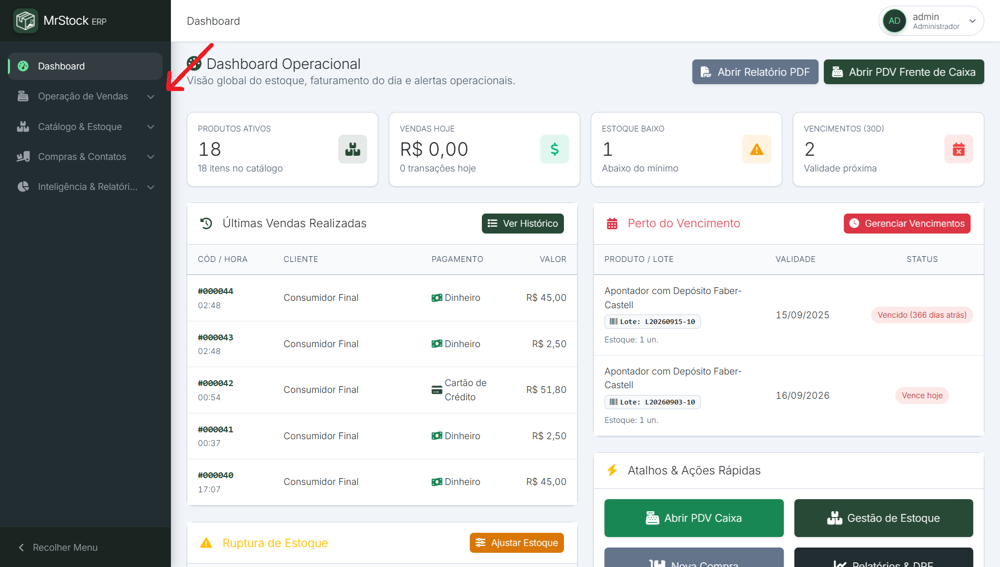 MrStock ERP
Dashboard
Operação de Vendas
Catálogo & Estoque
Compras & Contatos
Inteligência & Relatóri...
Recolher Menu
Dashboard
AD
admin
Administrador
Dashboard Operacional
Visão global do estoque, faturamento do dia e alertas operacionais.
Abrir Relatório PDF
Abrir PDV Frente de Caixa
PRODUTOS ATIVOS
18
18 itens no catálogo
VENDAS HOJE
R$ 0,00
0 transações hoje
ESTOQUE BAIXO
1
Abaixo do mínimo
VENCIMENTOS (30D)
2
Validade próxima
Últimas Vendas Realizadas
Ver Histórico
CÓD / HORA CLIENTE PAGAMENTO VALOR
#000044
02:48
Consumidor Final Dinheiro R$ 45,00
#000043
02:48
Consumidor Final Dinheiro R$ 2,50
#000042
00:54
Consumidor Final
Cartão de
Crédito
R$ 51,80
#000041
00:37
Consumidor Final Dinheiro R$ 2,50
#000040
17:07
Consumidor Final Dinheiro R$ 45,00
Ruptura de Estoque
Ajustar Estoque
Perto do Vencimento
Gerenciar Vencimentos
PRODUTO / LOTE VALIDADE STATUS
Apontador com Depósito Faber-
Castell
Lote: L20260915-10
Estoque: 1 un.
15/09/2025
Vencido (366 dias atrás)
Apontador com Depósito Faber-
Castell
Lote: L20260903-10
Estoque: 1 un.
16/09/2026
Vence hoje
Atalhos & Ações Rápidas
Abrir PDV Caixa
Gestão de Estoque
Nova Compra
Relatórios & DRE